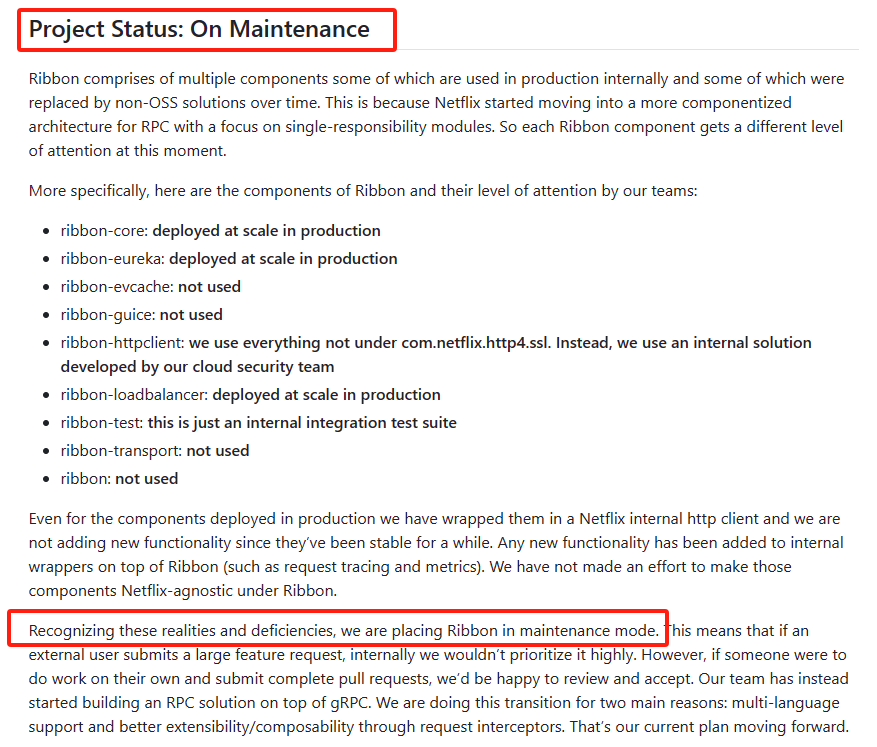 Project Status: On Maintenance
Ribbon comprises of multiple components some of which are used in production internally and some of which were
replaced by non-OSS solutions over time. This is because Netflix started moving into a more componentized
architecture for RPC with a focus on single-responsibility modules. So each Ribbon component gets a different level
of attention at this moment.
More specifically, here are the components of Ribbon and their level of attention by our teams:
• ribbon-core: deployed at scale in production
• ribbon-eureka: deployed at scale in production
• ribbon-evcache: not used
• ribbon-guice: not used
• ribbon-httpclient: we use everything not under com.netflix.http4.ssl. Instead, we use an internal solution
developed by our cloud security team
• ribbon-loadbalancer: deployed at scale in production
• ribbon-test: this is just an internal integration test suite
• ribbon-transport: not used
• ribbon: not used
Even for the components deployed in production we have wrapped them in a Netflix internal http client and we are
not adding new functionality since they’ve been stable for a while. Any new functionality has been added to internal
wrappers on top of Ribbon (such as request tracing and metrics). We have not made an effort to make those
components Netflix-agnostic under Ribbon.
Recognizing these realities and deficiencies, we are placing Ribbon in maintenance mode. This means that if an
external user submits a large feature request, internally we wouldn’t prioritize it highly. However, if someone were to
do work on their own and submit complete pull requests, we’d be happy to review and accept. Our team has instead
started building an RPC solution on top of gRPC. We are doing this transition for two main reasons: multi-language
support and better extensibility/composability through request interceptors. That’s our current plan moving forward.